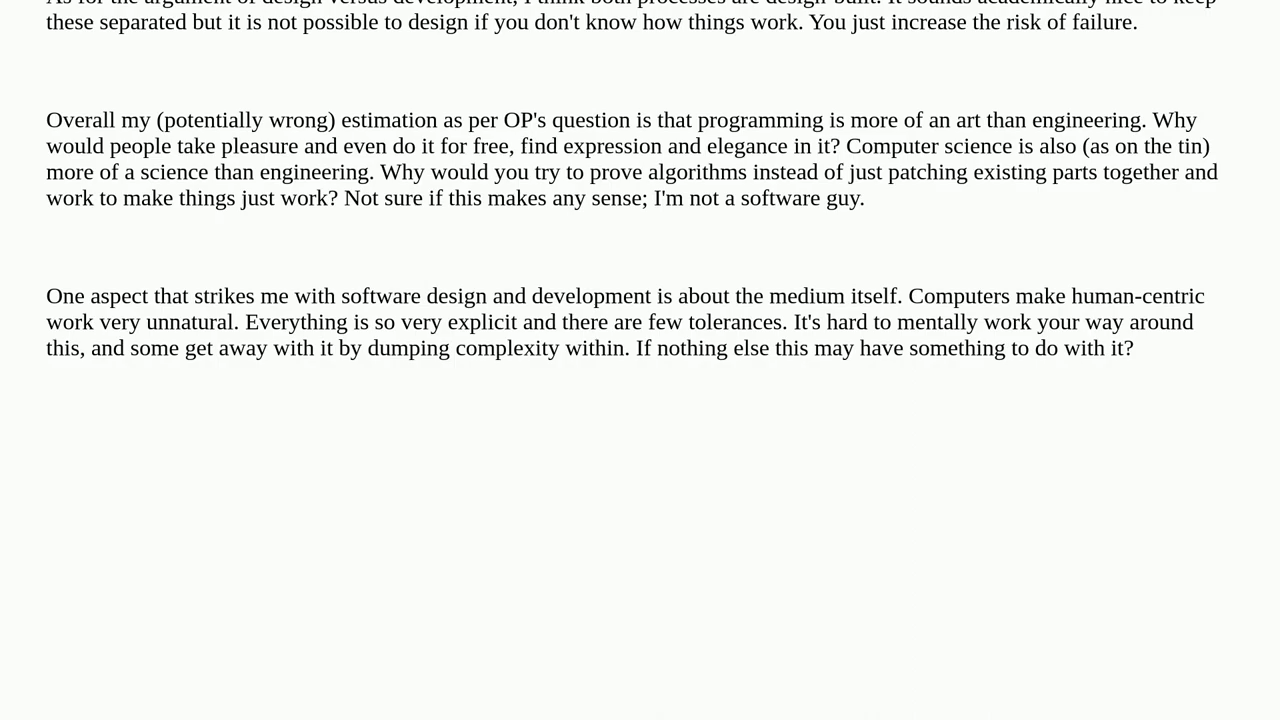 As for the argument of design versus development, I think both processes are design-built. It sounds academically nice to keep
these separated but it is not possible to design if you don't know how things work. You just increase the risk of failure.
Overall my (potentially wrong) estimation as per OP's question is that programming is more of an art than engineering. Why
would people take pleasure and even do it for free, find expression and elegance in it? Computer science is also (as on the tin)
more of a science than engineering. Why would you try to prove algorithms instead of just patching existing parts together and
work to make things just work? Not sure if this makes any sense; I'm not a software guy.
One aspect that strikes me with software design and development is about the medium itself. Computers make human-centric
work very unnatural. Everything is so very explicit and there are few tolerances. It's hard to mentally work your way around
this, and some get away with it by dumping complexity within. If nothing else this may have something to do with it?